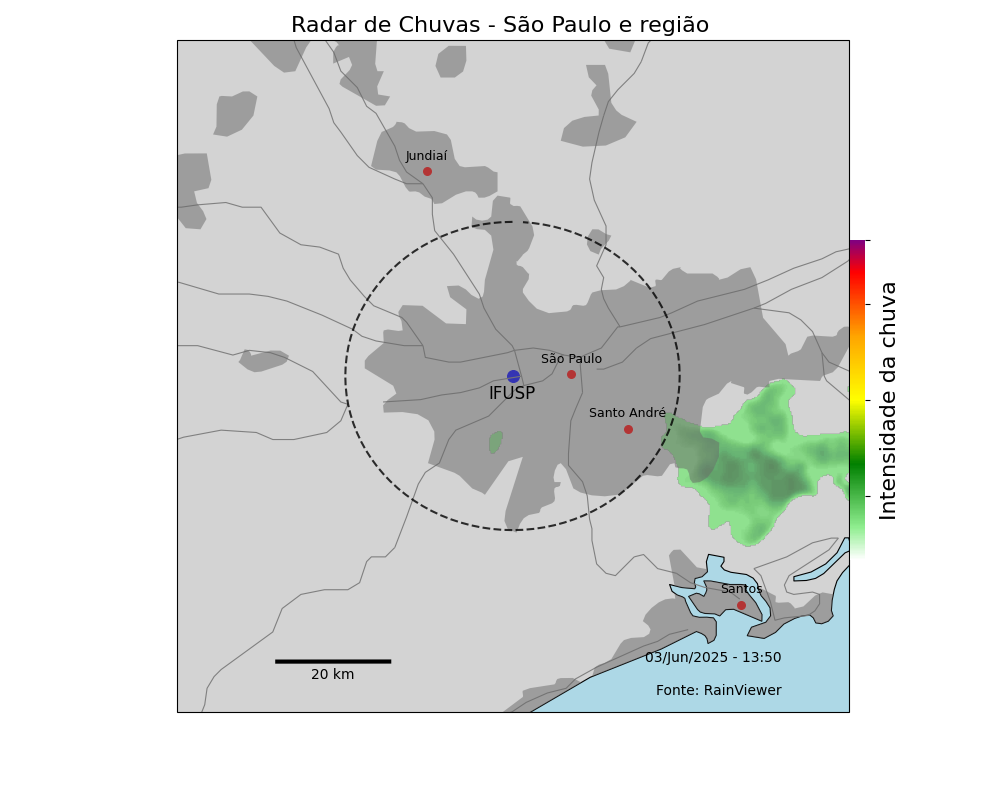 Radar de Chuvas - São Paulo e região
Jundiaí
São Paulo
IFUSP
Santo André
Intensidade da chuva
Santos
03/Jun/2025 - 13:50
20 km
Fonte: RainViewer